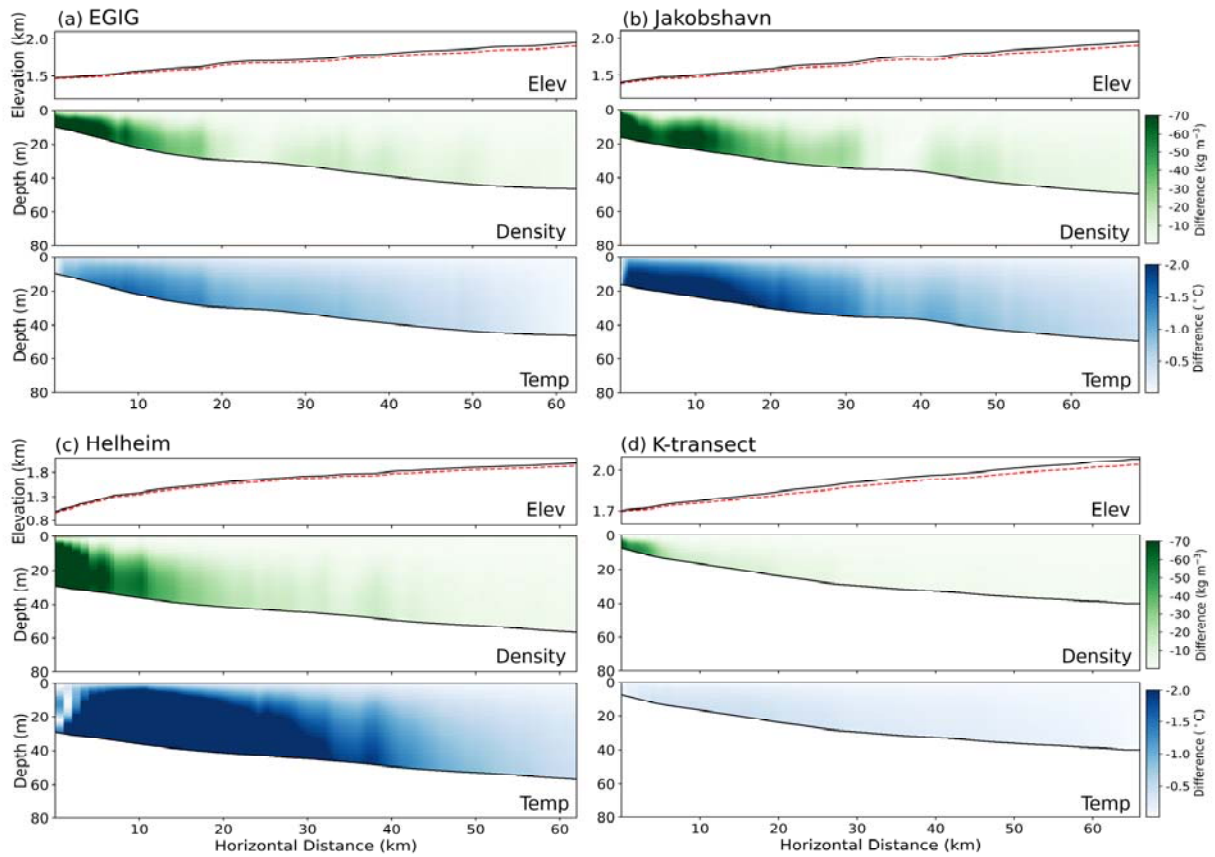 (a) EGIG
Elevation (km)
2.0
1.5
Elev
Depth (m)
0
20
40
60
80
Density
Depth (m)
0
20
40
60
80
Temp
10 20 30 40 50 60
(b) Jakobshavn
2.0
1.5
Elev
0
20
40
60
80
Density
-70
-60
-50
-40
-30
-20
-10
Difference (kg m⁻³)
0
20
40
60
80
Temp
-2.0
-1.5
-1.0
-0.5
Difference (°C)
10 20 30 40 50 60
(c) Helheim
Elevation (km)
1.8
1.3
0.8
Elev
Depth (m)
0
20
40
60
80
Density
Depth (m)
0
20
40
60
80
Temp
10 20 30 40 50 60
Horizontal Distance (km)
(d) K-transect
2.0
1.7
Elev
0
20
40
60
80
Density
-70
-60
-50
-40
-30
-20
-10
Difference (kg m⁻³)
0
20
40
60
80
Temp
-2.0
-1.5
-1.0
-0.5
Difference (°C)
10 20 30 40 50 60
Horizontal Distance (km)